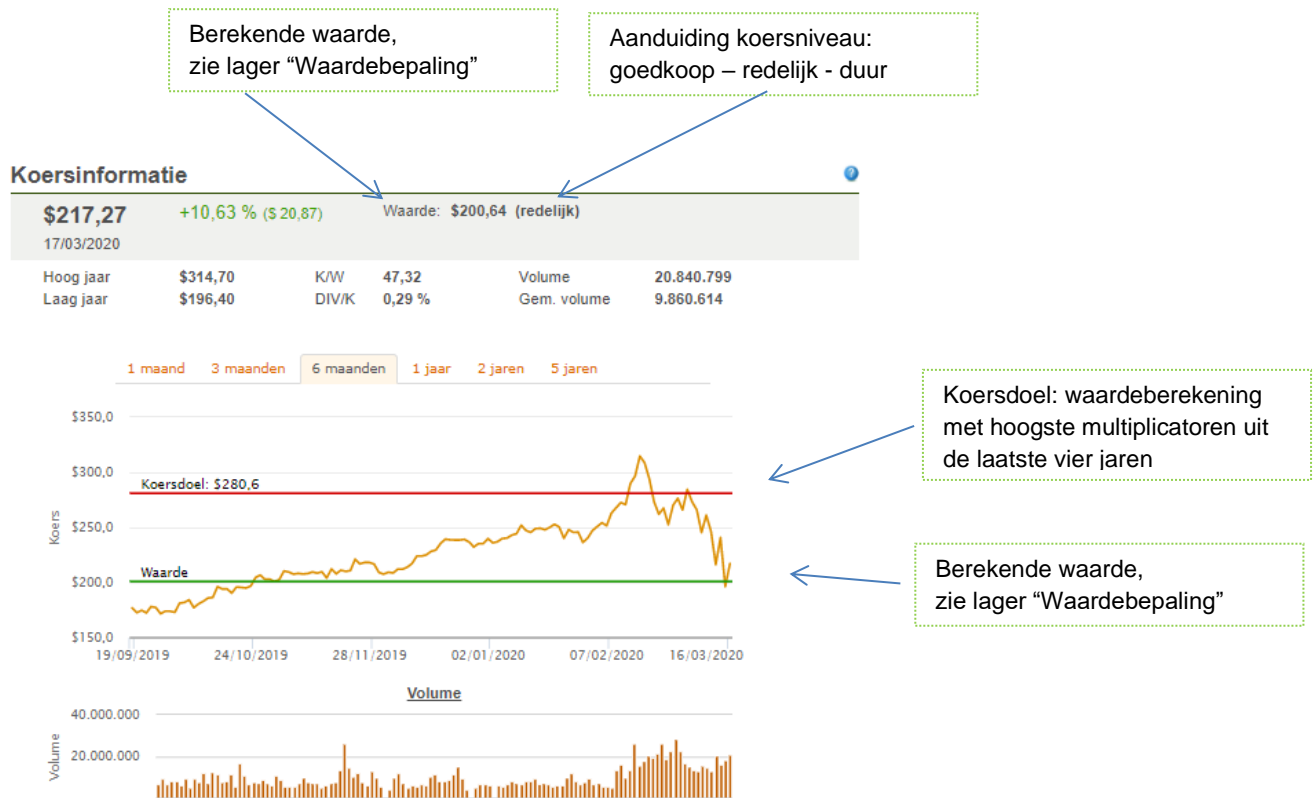 Berekende waarde,
zie lager “Waardebepaling”
Aanduiding koersniveau:
goedkoop – redelijk - duur
Koersinformatie
?
$217,27 +10,63 % ($ 20,87) Waarde: $200,64 (redelijk)
17/03/2020
Hoog jaar $314,70 K/W 47,32 Volume 20.840.799
Laag jaar $196,40 DIV/K 0,29 % Gem. volume 9.860.614
1 maand 3 maanden 6 maanden 1 jaar 2 jaren 5 jaren
Koersdoel: waardeberekening
met hoogste multiplicatoren uit
de laatste vier jaren
$350,0
$300,0
Koersdoel: $280,6
$250,0
Koers
$200,0
Waarde
$150,0
Berekende waarde,
zie lager “Waardebepaling”
19/09/2019 24/10/2019 28/11/2019 02/01/2020 07/02/2020 16/03/2020
Volume
40.000.000
20.000.000
Volume